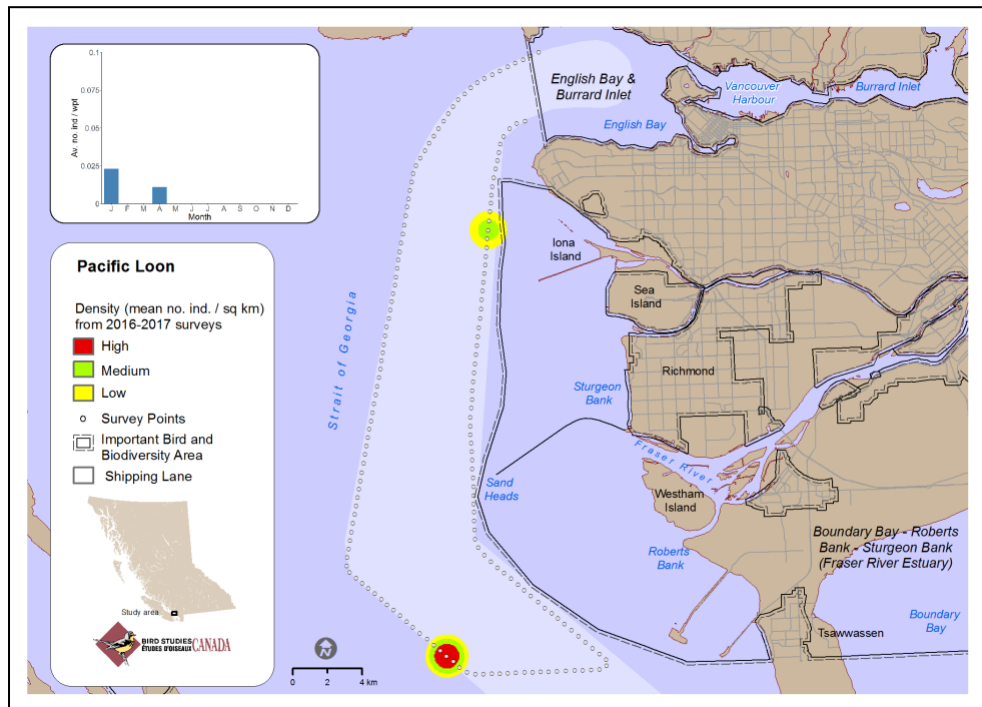 0.1
0.075
0.05
0.025
0
Av. no. ind / wpt
J F M A M J J A S O N D
Month
Pacific Loon
Density (mean no. ind. / sq km)
from 2016-2017 surveys
High
Medium
Low
Survey Points
Important Bird and
Biodiversity Area
Shipping Lane
Study area
BIRD STUDIES
ÉTUDES D'OISEAUX
CANADA
N
0 2 4 km
Strait of Georgia
English Bay &
Burrard Inlet
English Bay
Vancouver
Harbour
Burrard Inlet
Iona
Island
Sea
Island
Richmond
Sturgeon
Bank
Fraser River
Sand
Heads
Westham
Island
Roberts
Bank
Boundary Bay - Roberts
Bank - Sturgeon Bank
(Fraser River Estuary)
Boundary
Bay
Tsawwassen